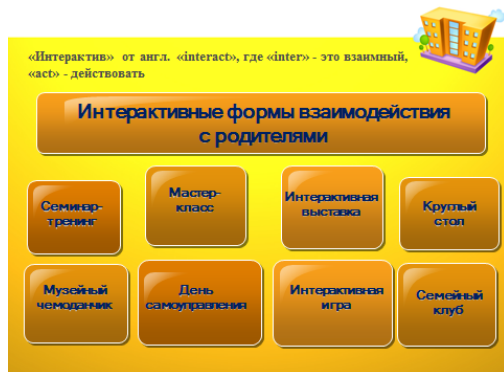 «Интерактив» от англ. «interact», где «inter» - это взаимный,
«act» - действовать
Интерактивные формы взаимодействия
с родителями
Семинар-
тренинг
Мастер-
класс
Интерактивная
выставка
Круглый
стол
Музейный
чемоданчик
День
самоуправления
Интерактивная
игра
Семейный
клуб